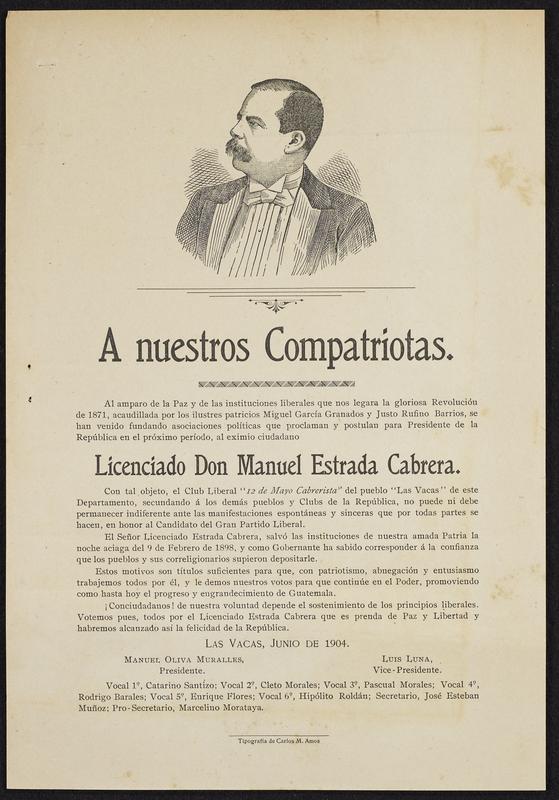 A nuestros Compatriotas.
Al amparo de la Paz y de las instituciones liberales que nos legara la gloriosa Revolución
de 1871, acaudillada por los ilustres patricios Miguel García Granados y Justo Rufino Barrios, se
han venido fundando asociaciones políticas que proclaman y postulan para Presidente de la
República en el próximo período, al eximio ciudadano
Licenciado Don Manuel Estrada Cabrera.
Con tal objeto, el Club Liberal "12 de Mayo Cabrerista" del pueblo "Las Vacas" de este
Departamento, secundando á los demás pueblos y Clubs de la República, no puede ni debe
permanecer indiferente ante las manifestaciones espontáneas y sinceras que por todas partes se
hacen, en honor al Candidato del Gran Partido Liberal.
El Señor Licenciado Estrada Cabrera, salvó las instituciones de nuestra amada Patria la
noche aciaga del 9 de Febrero de 1898, y como Gobernante ha sabido corresponder á la confianza
que los pueblos y sus correligionarios supieron depositarle.
Estos motivos son títulos suficientes para que, con patriotismo, abnegación y entusiasmo
trabajemos todos por él, y le demos nuestros votos para que continúe en el Poder, promoviendo
como hasta hoy el progreso y engrandecimiento de Guatemala.
¡Conciudadanos! de nuestra voluntad depende el sostenimiento de los principios liberales.
Votemos pues, todos por el Licenciado Estrada Cabrera que es prenda de Paz y Libertad y
habremos alcanzado así la felicidad de la República.
Las Vacas, Junio de 1904.
Manuel Oliva Muralles,
Presidente.
Luis Luna,
Vice-Presidente.
Vocal 1º, Catarino Santizo; Vocal 2º, Cleto Morales; Vocal 3º, Pascual Morales; Vocal 4º,
Rodrigo Barales; Vocal 5º, Enrique Flores; Vocal 6º, Hipólito Roldán; Secretario, José Esteban
Muñoz; Pro-Secretario, Marcelino Morataya.
Tipografía de Carlos M. Amos